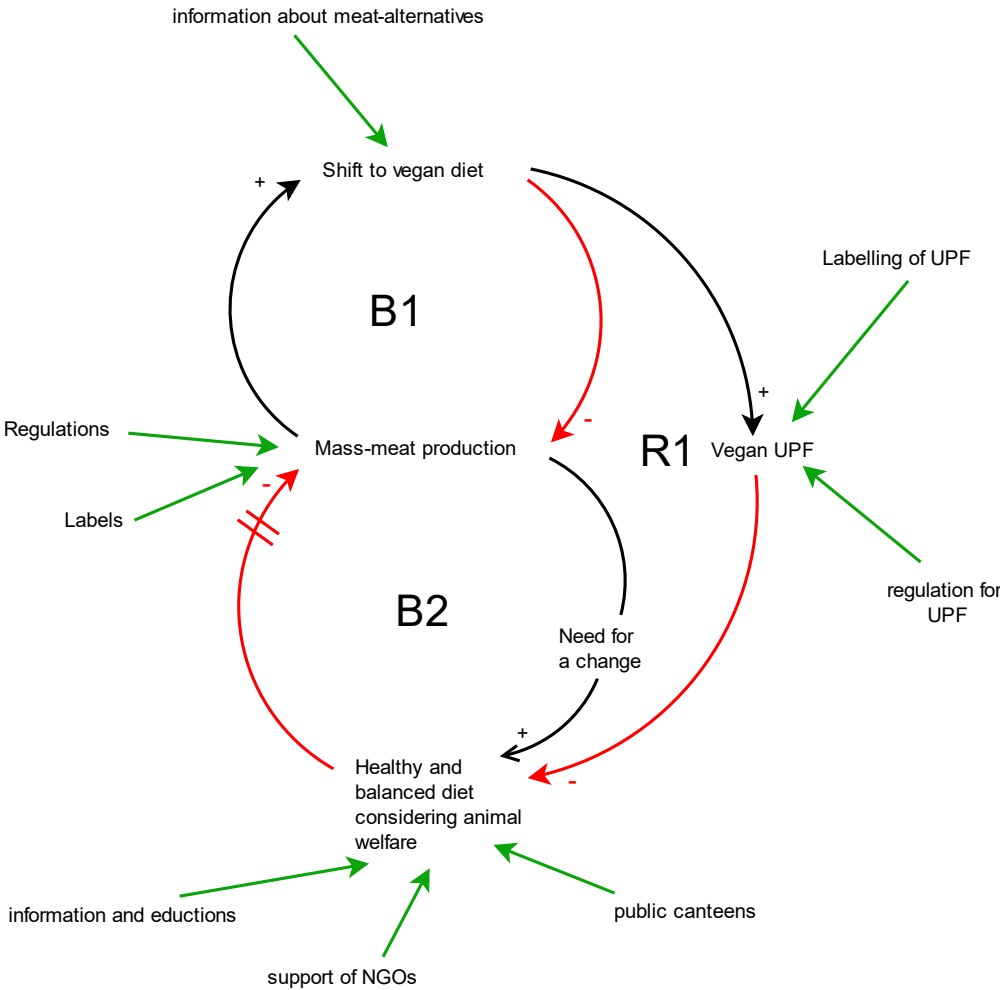 information about meat-alternatives
Shift to vegan diet
+
B1
Labelling of UPF
+
-
Regulations
Mass-meat production
R1
Vegan UPF
-
Labels
regulation for
UPF
B2
Need for
a change
+
Healthy and
balanced diet
considering animal
welfare
-
information and eductions
public canteens
support of NGOs